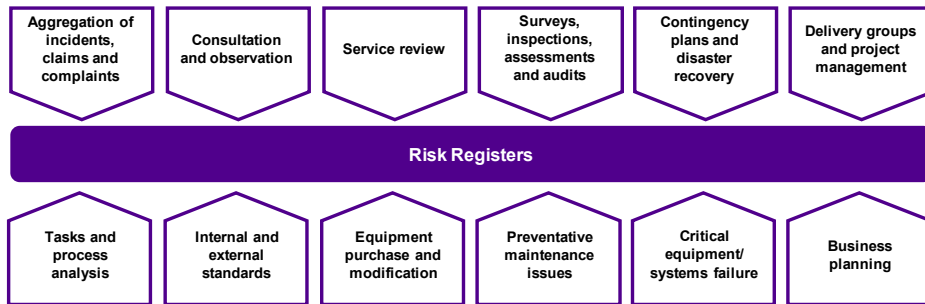 Aggregation of
incidents,
claims and
complaints
Consultation
and observation
Service review
Surveys,
inspections,
assessments
and audits
Contingency
plans and
disaster
recovery
Delivery groups
and project
management
Risk Registers
Tasks and
process
analysis
Internal and
external
standards
Equipment
purchase and
modification
Preventative
maintenance
issues
Critical
equipment/
systems failure
Business
planning